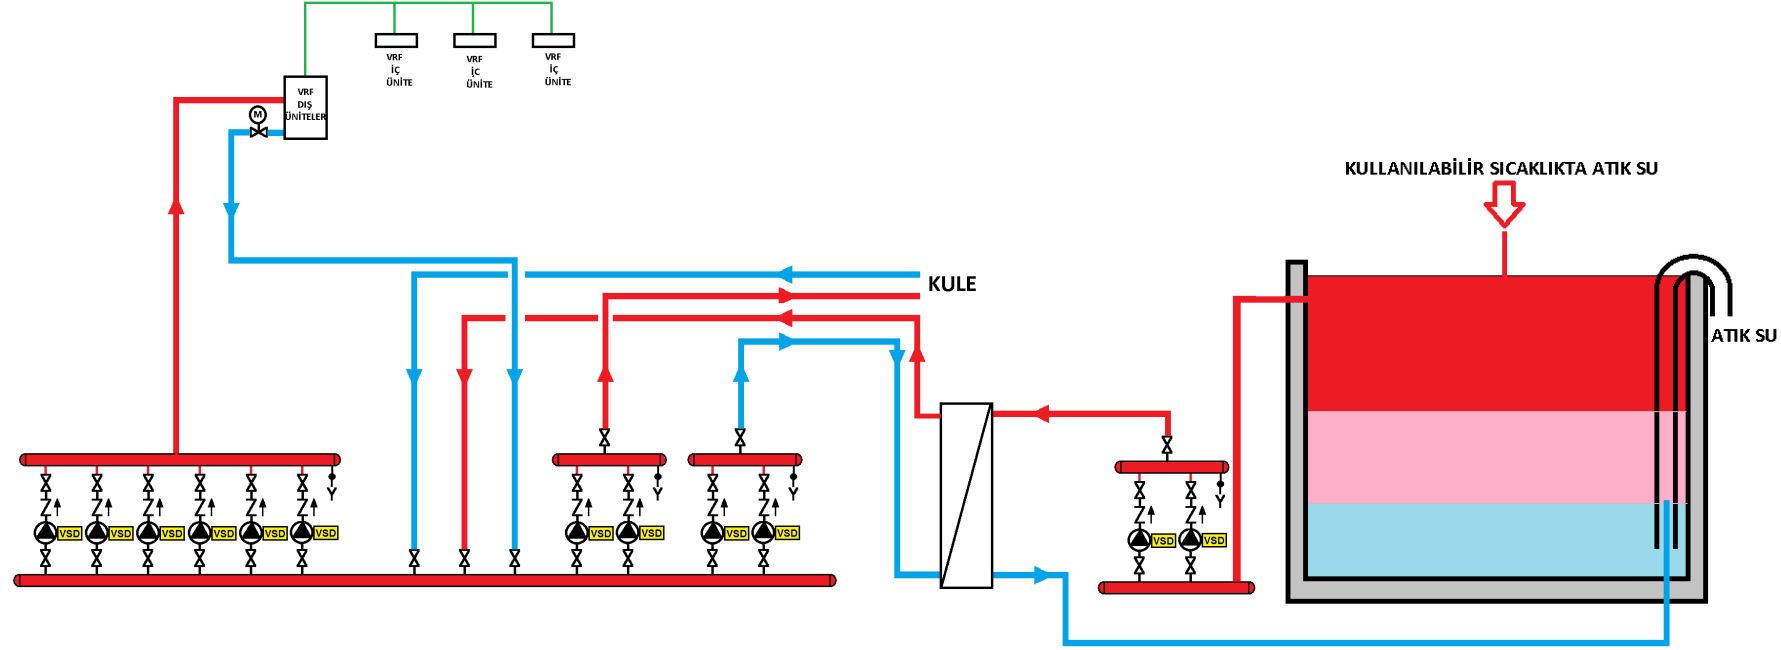 VRF
İÇ
ÜNİTE
VRF
İC
ÜNİTE
VRF
İÇ
ÜNİTE
VRF
DIŞ
ÜNİTELER
M
KULLANILABİLİR SICAKLIKTA ATIK SU
KULE
ATIK SU
VSD
VSD
VSD
VSD
VSD
VSD
VSD
VSD
VSD
VSD
VSD
VSD